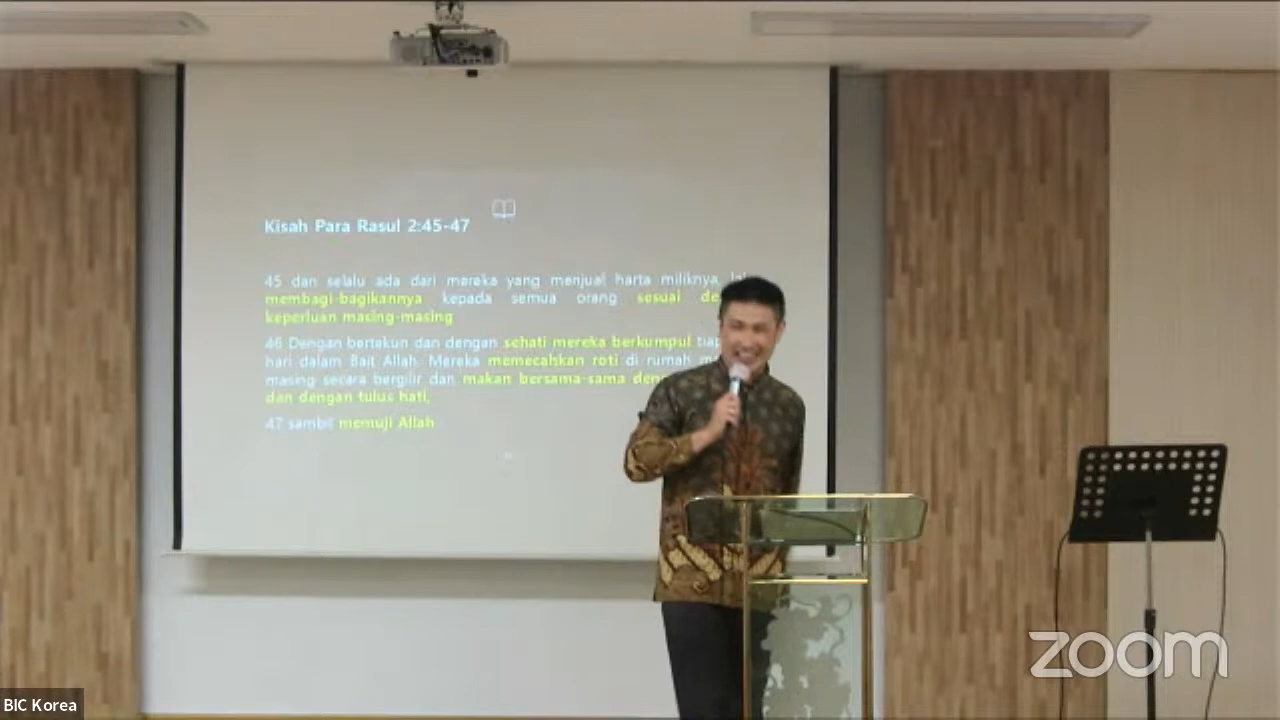 Kisah Para Rasul 2:45-47
45 dan selalu ada dari mereka yang menjual harta miliknya,
membagi-bagikannya kepada semua orang sesuai
keperluan masing-masing
46 Dengan bertekun dan dengan sehati mereka berkumpul
hari dalam Bait Allah. Mereka memecahkan roti di rumah
masing secara bergilir dan makan bersama-sama
dan dengan tulus hati,
47 sambil memuji Allah
zoom
BIC Korea